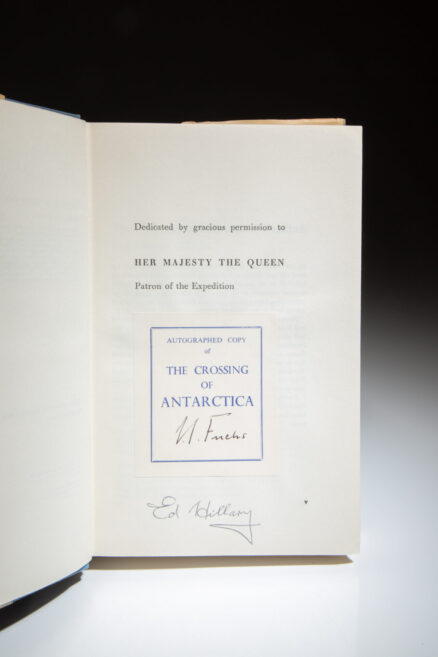 Dedicated by gracious permission to
HER MAJESTY THE QUEEN
Patron of the Expedition
AUTOGRAPHED COPY
of
THE CROSSING
OF
ANTARCTICA
V. Fuchs
Ed Hillary